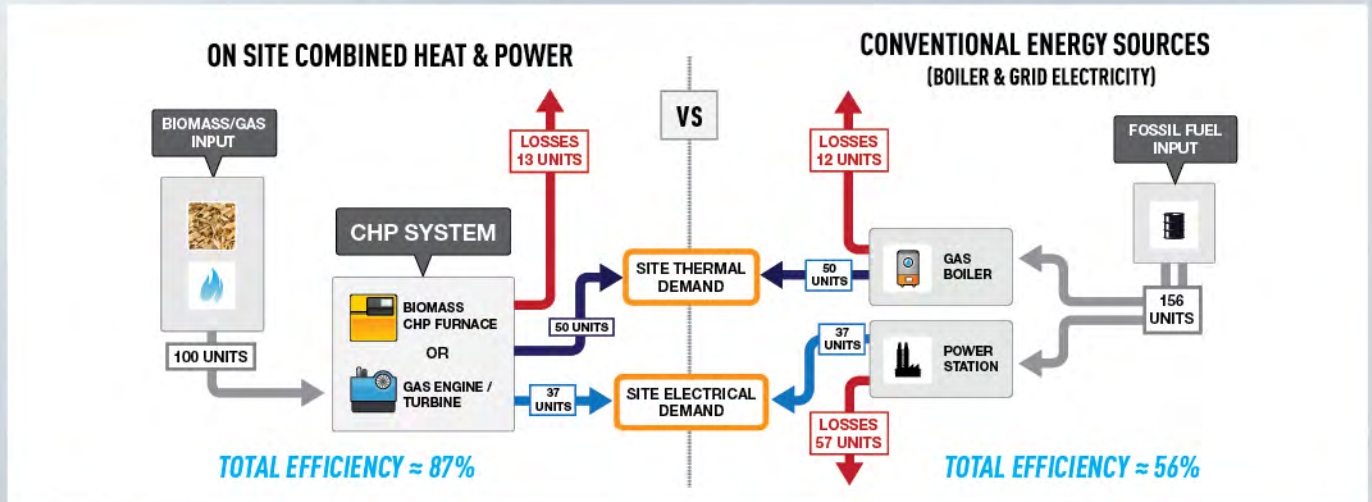 ON SITE COMBINED HEAT & POWER
BIOMASS/GAS
INPUT
100 UNITS
CHP SYSTEM
BIOMASS
CHP FURNACE
OR
GAS ENGINE /
TURBINE
LOSSES
13 UNITS
50 UNITS
37
UNITS
TOTAL EFFICIENCY ≈ 87%
VS
SITE THERMAL
DEMAND
SITE ELECTRICAL
DEMAND
CONVENTIONAL ENERGY SOURCES
(BOILER & GRID ELECTRICITY)
LOSSES
12 UNITS
FOSSIL FUEL
INPUT
156
UNITS
GAS
BOILER
50
UNITS
POWER
STATION
37
UNITS
LOSSES
57 UNITS
TOTAL EFFICIENCY ≈ 56%